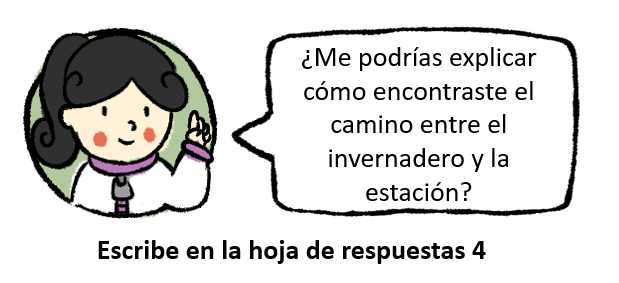 ¿Me podrías explicar
cómo encontraste el
camino entre el
invernadero y la
estación?
Escribe en la hoja de respuestas 4